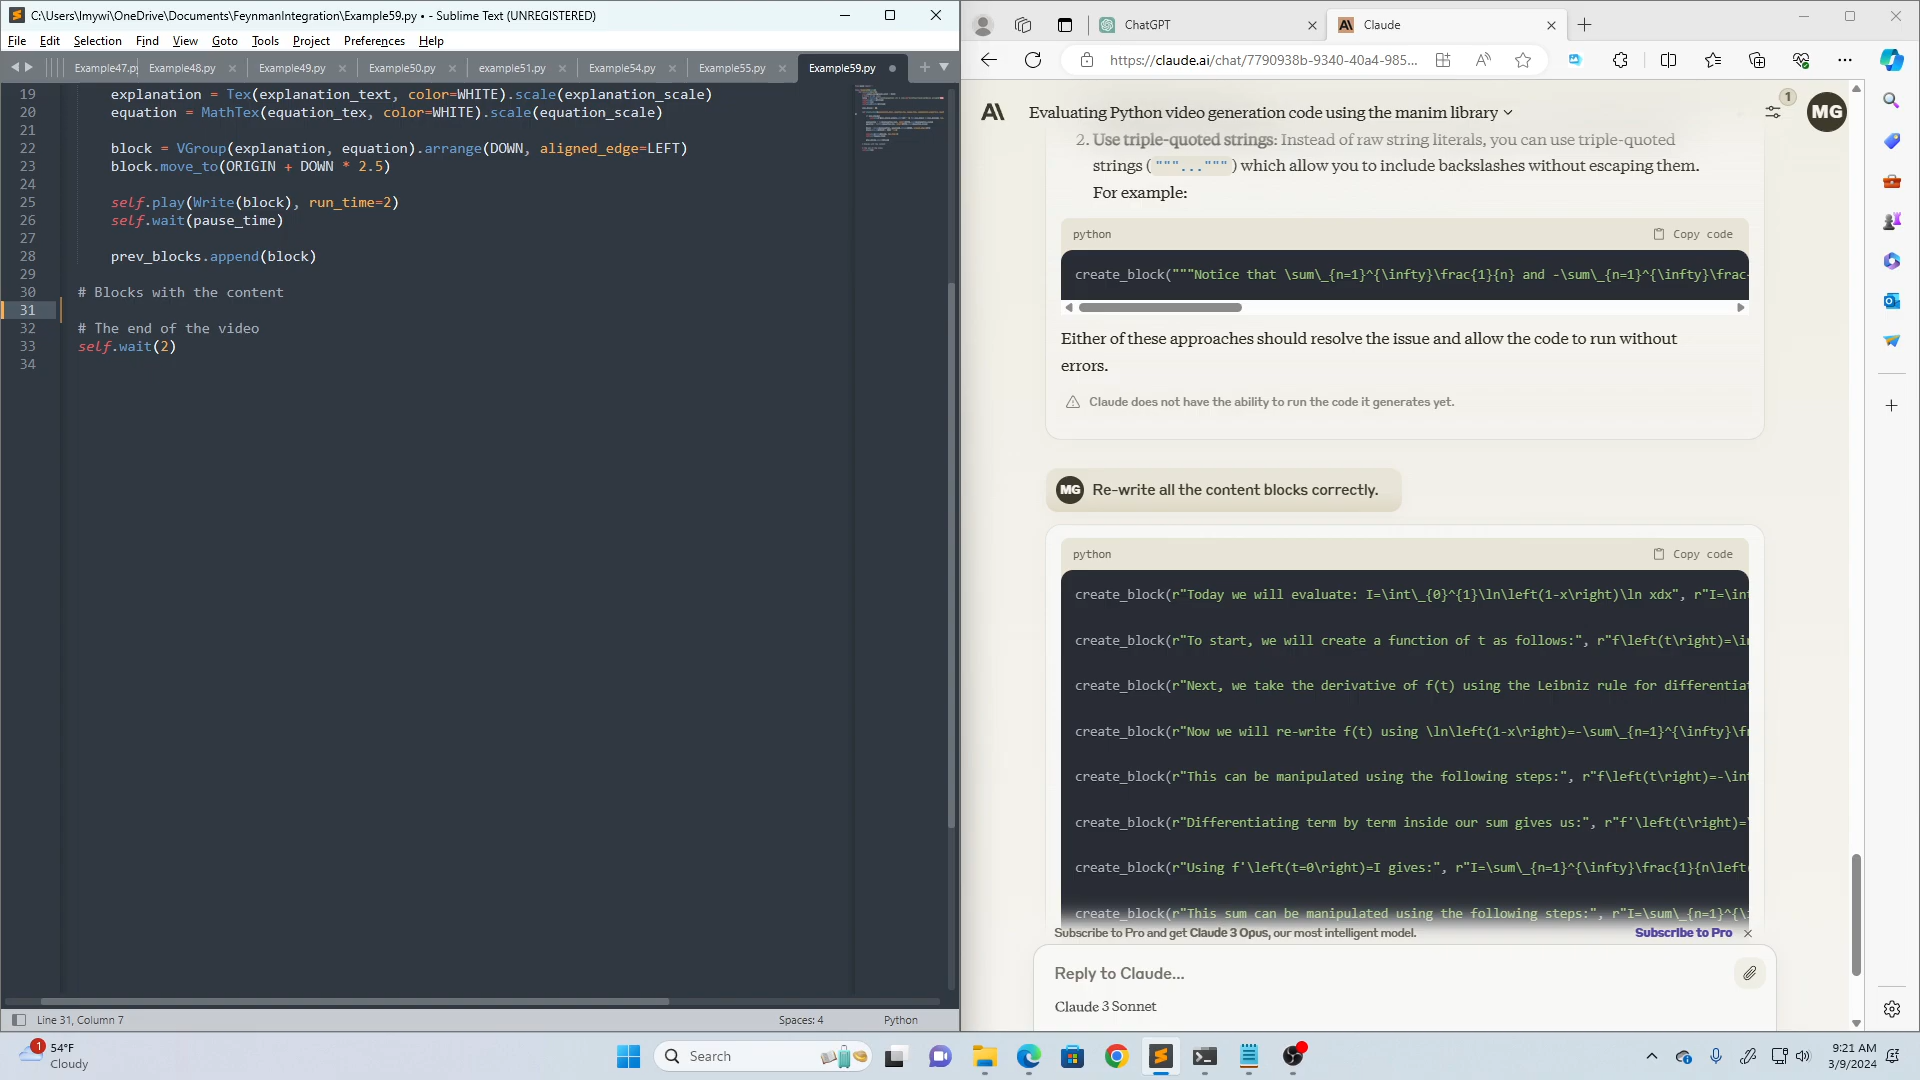 C:\Users\Imywi\OneDrive\Documents\FeynmanIntegration\Example59.py • - Sublime Text (UNREGISTERED)
File Edit Selection Find View Goto Tools Project Preferences Help
Example47.py Example48.py Example49.py Example50.py example51.py Example54.py Example55.py Example59.py
19 explanation = Tex(explanation_text, color=WHITE).scale(explanation_scale)
20 equation = MathTex(equation_tex, color=WHITE).scale(equation_scale)
21
22 block = VGroup(explanation, equation).arrange(DOWN, aligned_edge=LEFT)
23 block.move_to(ORIGIN + DOWN * 2.5)
24
25 self.play(Write(block), run_time=2)
26 self.wait(pause_time)
27
28 prev_blocks.append(block)
29
30 # Blocks with the content
31
32 # The end of the video
33 self.wait(2)
34
Line 31, Column 7
Spaces: 4
Python
ChatGPT
Claude
https://claude.ai/chat/7790938b-9340-40a4-985...
Evaluating Python video generation code using the manim library
1
MG
2. Use triple-quoted strings: Instead of raw string literals, you can use triple-quoted
strings ( """...""" ) which allow you to include backslashes without escaping them.
For example:
python
Copy code
create_block("""Notice that \sum\_{n=1}^{\infty}\frac{1}{n} and -\sum\_{n=1}^{\infty}\frac
Either of these approaches should resolve the issue and allow the code to run without
errors.
Claude does not have the ability to run the code it generates yet.
MG Re-write all the content blocks correctly.
python
Copy code
create_block(r"Today we will evaluate: I=\int\_{0}^{1}\ln\left(1-x\right)\ln xdx", r"I=\int
create_block(r"To start, we will create a function of t as follows:", r"f\left(t\right)=\in
create_block(r"Next, we take the derivative of f(t) using the Leibniz rule for differentia
create_block(r"Now we will re-write f(t) using \ln\left(1-x\right)=-\sum\_{n=1}^{\infty}\f
create_block(r"This can be manipulated using the following steps:", r"f\left(t\right)=-\int
create_block(r"Differentiating term by term inside our sum gives us:", r"f'\left(t\right)=
create_block(r"Using f'\left(t=0\right)=I gives:", r"I=\sum\_{n=1}^{\infty}\frac{1}{n\left
create_block(r"This sum can be manipulated using the following steps:", r"I=\sum\_{n=1}^{\
Subscribe to Pro and get Claude 3 Opus, our most intelligent model.
Subscribe to Pro
Reply to Claude...
Claude 3 Sonnet
1
54°F
Cloudy
Search
9:21 AM
3/9/2024